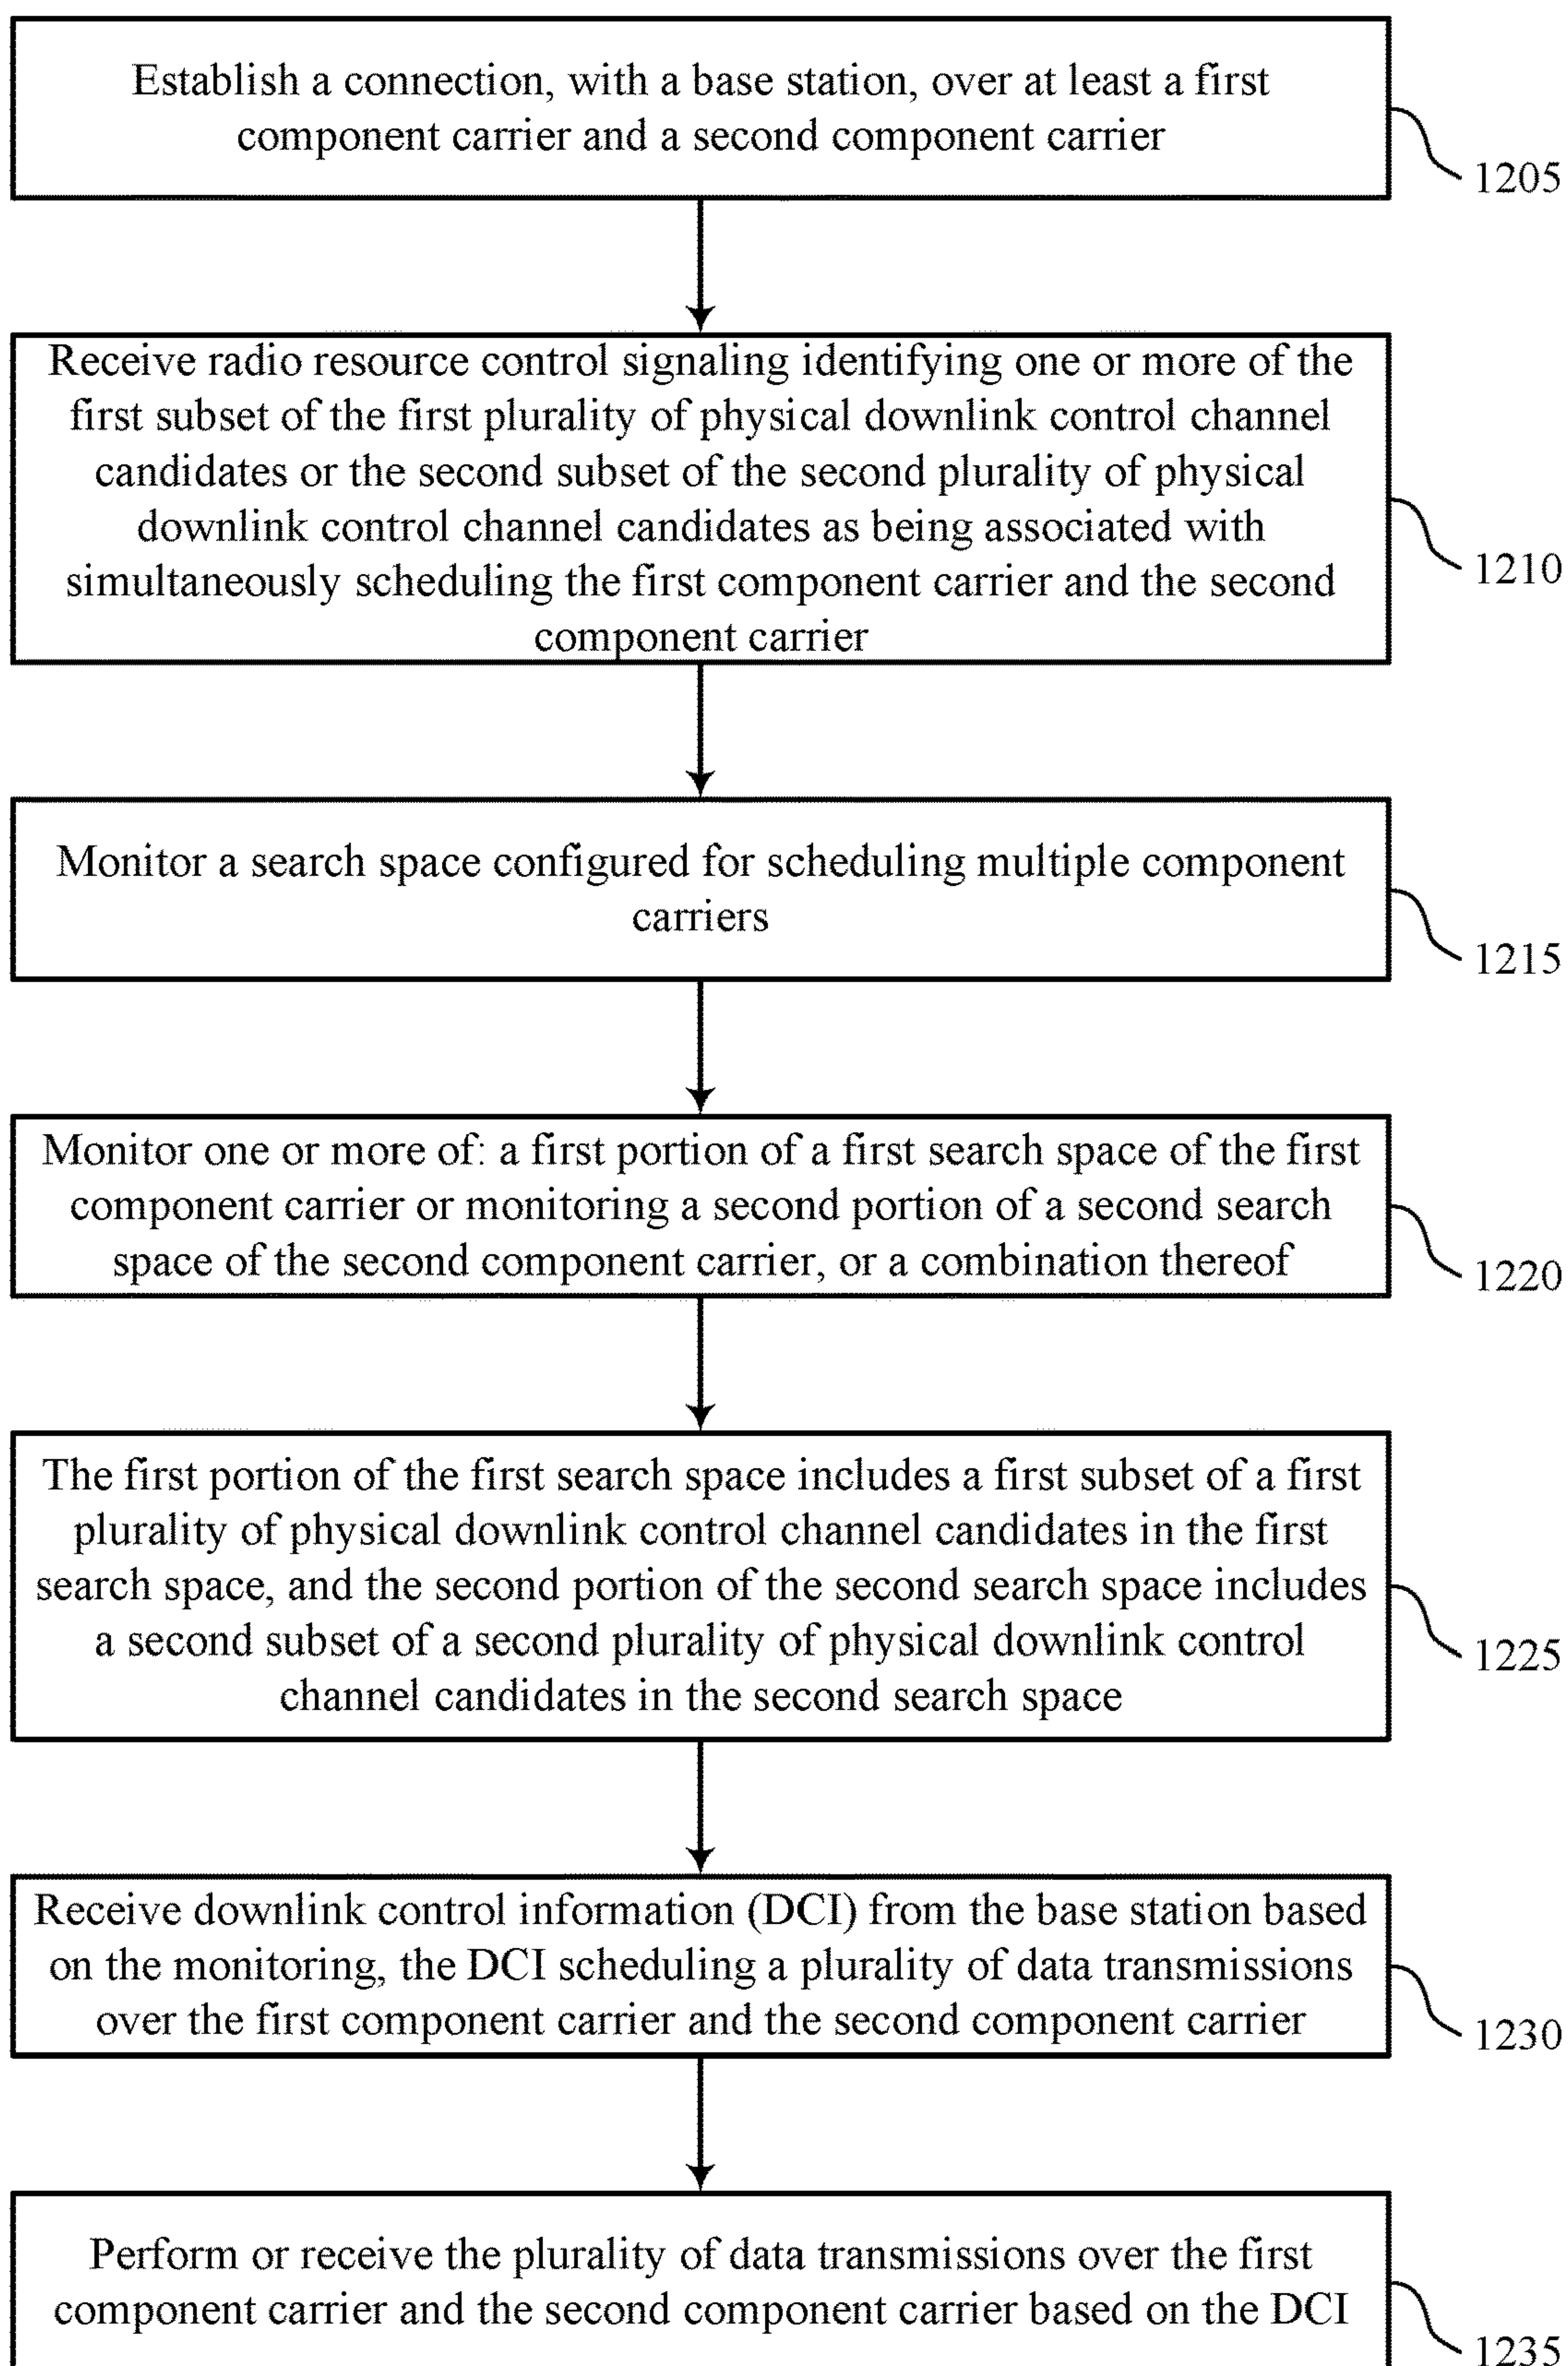 Establish a connection, with a base station, over at least a first
component carrier and a second component carrier
1205
Receive radio resource control signaling identifying one or more of the
first subset of the first plurality of physical downlink control channel
candidates or the second subset of the second plurality of physical
downlink control channel candidates as being associated with
simultaneously scheduling the first component carrier and the second
component carrier
1210
Monitor a search space configured for scheduling multiple component
carriers
1215
Monitor one or more of: a first portion of a first search space of the first
component carrier or monitoring a second portion of a second search
space of the second component carrier, or a combination thereof
1220
The first portion of the first search space includes a first subset of a first
plurality of physical downlink control channel candidates in the first
search space, and the second portion of the second search space includes
a second subset of a second plurality of physical downlink control
channel candidates in the second search space
1225
Receive downlink control information (DCI) from the base station based
on the monitoring, the DCI scheduling a plurality of data transmissions
over the first component carrier and the second component carrier
1230
Perform or receive the plurality of data transmissions over the first
component carrier and the second component carrier based on the DCI
1235